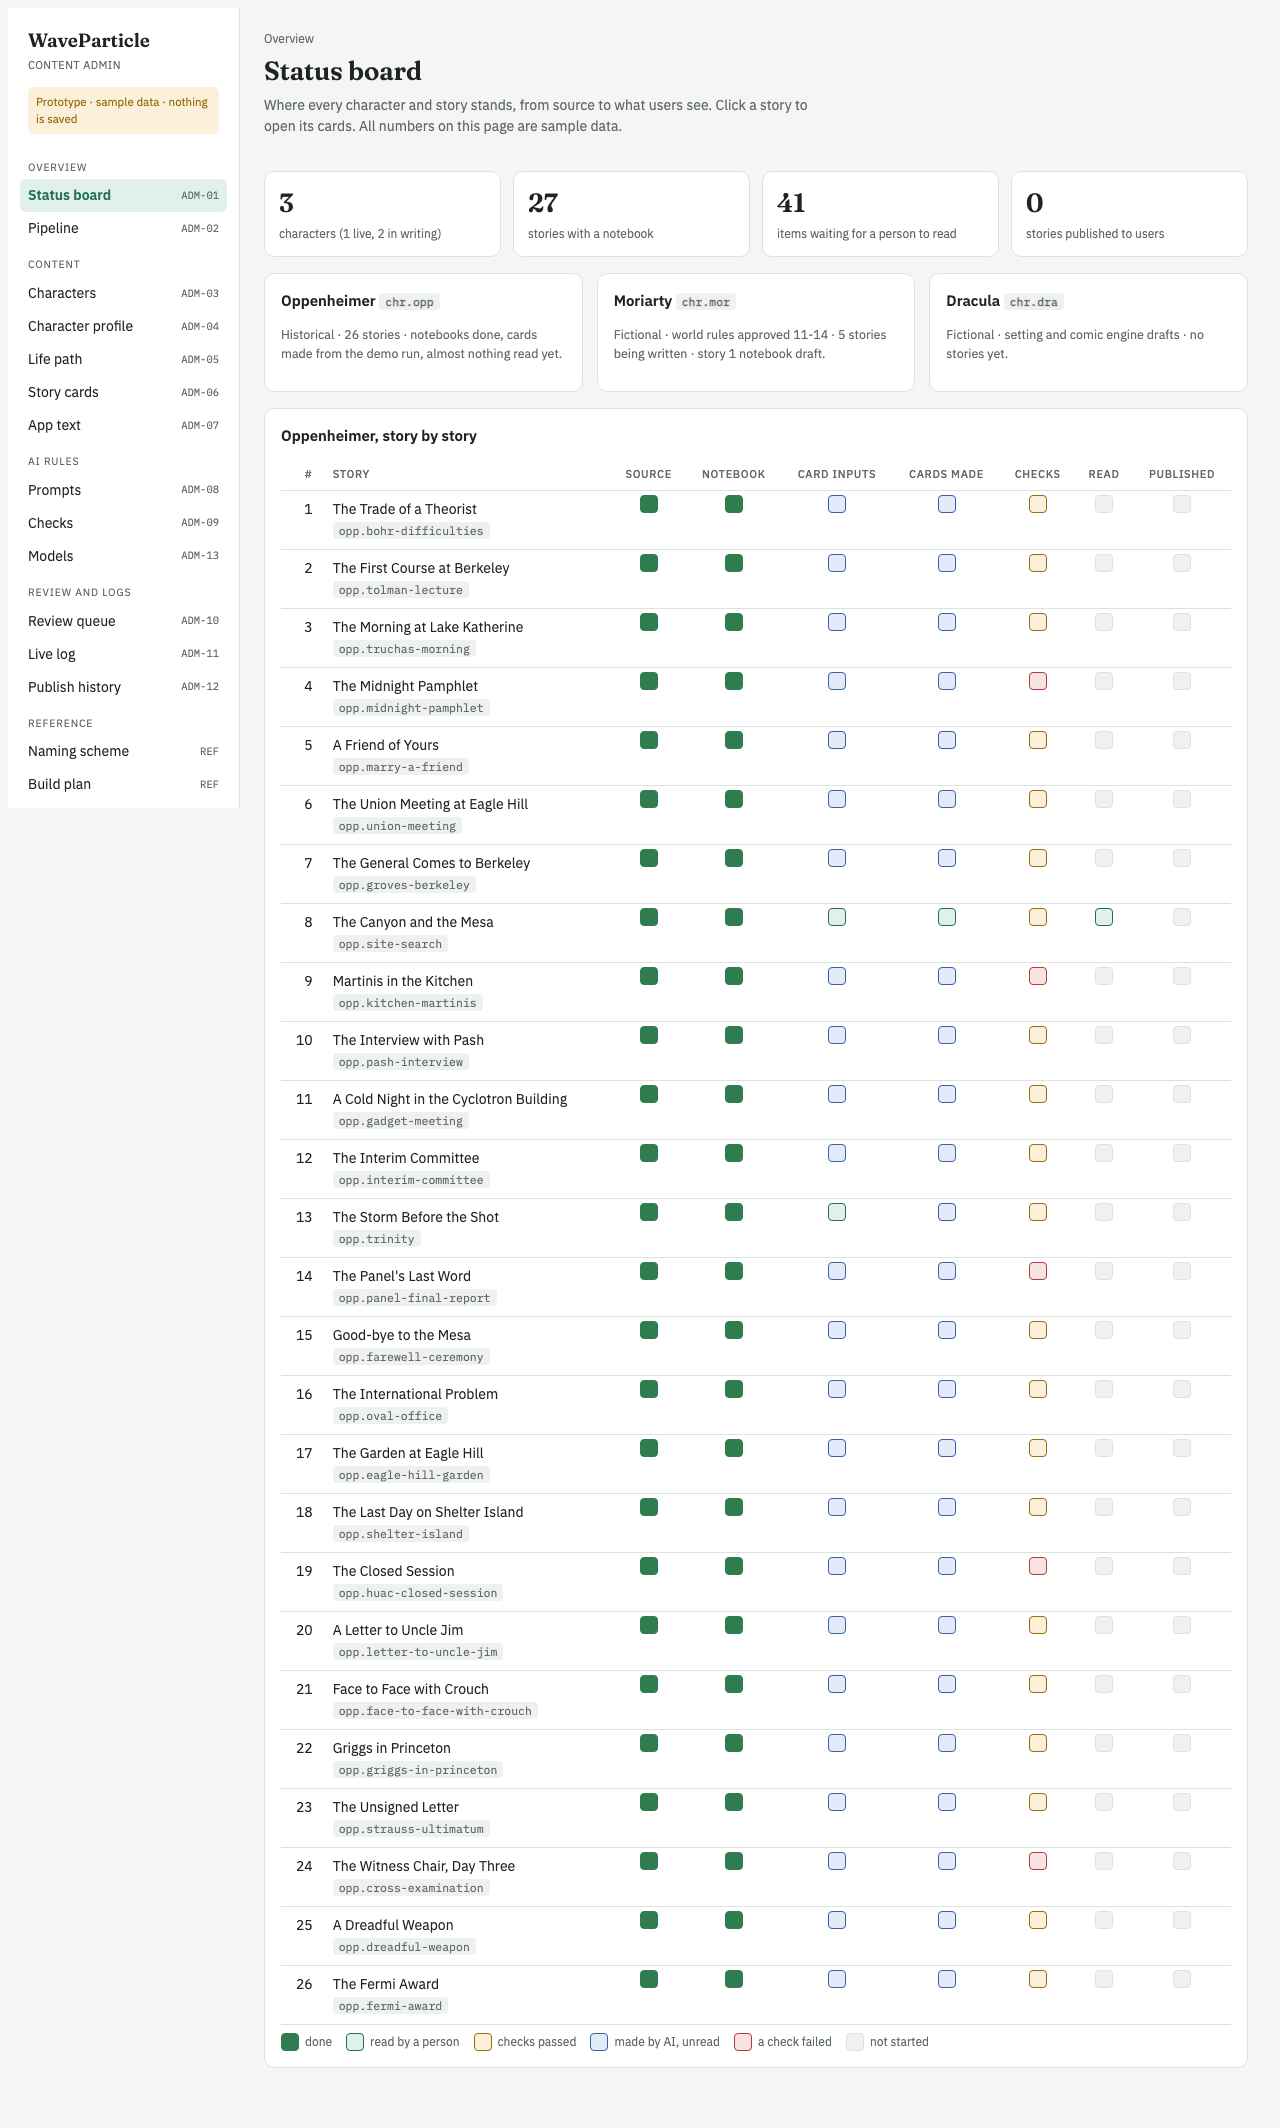 WaveParticle
CONTENT ADMIN
Prototype · sample data · nothing
is saved
OVERVIEW
Status board ADM-01
Pipeline ADM-02
CONTENT
Characters ADM-03
Character profile ADM-04
Life path ADM-05
Story cards ADM-06
App text ADM-07
AI RULES
Prompts ADM-08
Checks ADM-09
Models ADM-13
REVIEW AND LOGS
Review queue ADM-10
Live log ADM-11
Publish history ADM-12
REFERENCE
Naming scheme REF
Build plan REF
Overview
Status board
Where every character and story stands, from source to what users see. Click a story to
open its cards. All numbers on this page are sample data.
3
characters (1 live, 2 in writing)
27
stories with a notebook
41
items waiting for a person to read
0
stories published to users
Oppenheimer chr.opp
Historical · 26 stories · notebooks done, cards
made from the demo run, almost nothing read yet.
Moriarty chr.mor
Fictional · world rules approved 11-14 · 5 stories
being written · story 1 notebook draft.
Dracula chr.dra
Fictional · setting and comic engine drafts · no
stories yet.
Oppenheimer, story by story
# STORY SOURCE NOTEBOOK CARD INPUTS CARDS MADE CHECKS READ PUBLISHED
1 The Trade of a Theorist
opp.bohr-difficulties
2 The First Course at Berkeley
opp.tolman-lecture
3 The Morning at Lake Katherine
opp.truchas-morning
4 The Midnight Pamphlet
opp.midnight-pamphlet
5 A Friend of Yours
opp.marry-a-friend
6 The Union Meeting at Eagle Hill
opp.union-meeting
7 The General Comes to Berkeley
opp.groves-berkeley
8 The Canyon and the Mesa
opp.site-search
9 Martinis in the Kitchen
opp.kitchen-martinis
10 The Interview with Pash
opp.pash-interview
11 A Cold Night in the Cyclotron Building
opp.gadget-meeting
12 The Interim Committee
opp.interim-committee
13 The Storm Before the Shot
opp.trinity
14 The Panel's Last Word
opp.panel-final-report
15 Good-bye to the Mesa
opp.farewell-ceremony
16 The International Problem
opp.oval-office
17 The Garden at Eagle Hill
opp.eagle-hill-garden
18 The Last Day on Shelter Island
opp.shelter-island
19 The Closed Session
opp.huac-closed-session
20 A Letter to Uncle Jim
opp.letter-to-uncle-jim
21 Face to Face with Crouch
opp.face-to-face-with-crouch
22 Griggs in Princeton
opp.griggs-in-princeton
23 The Unsigned Letter
opp.strauss-ultimatum
24 The Witness Chair, Day Three
opp.cross-examination
25 A Dreadful Weapon
opp.dreadful-weapon
26 The Fermi Award
opp.fermi-award
done read by a person checks passed made by AI, unread a check failed not started